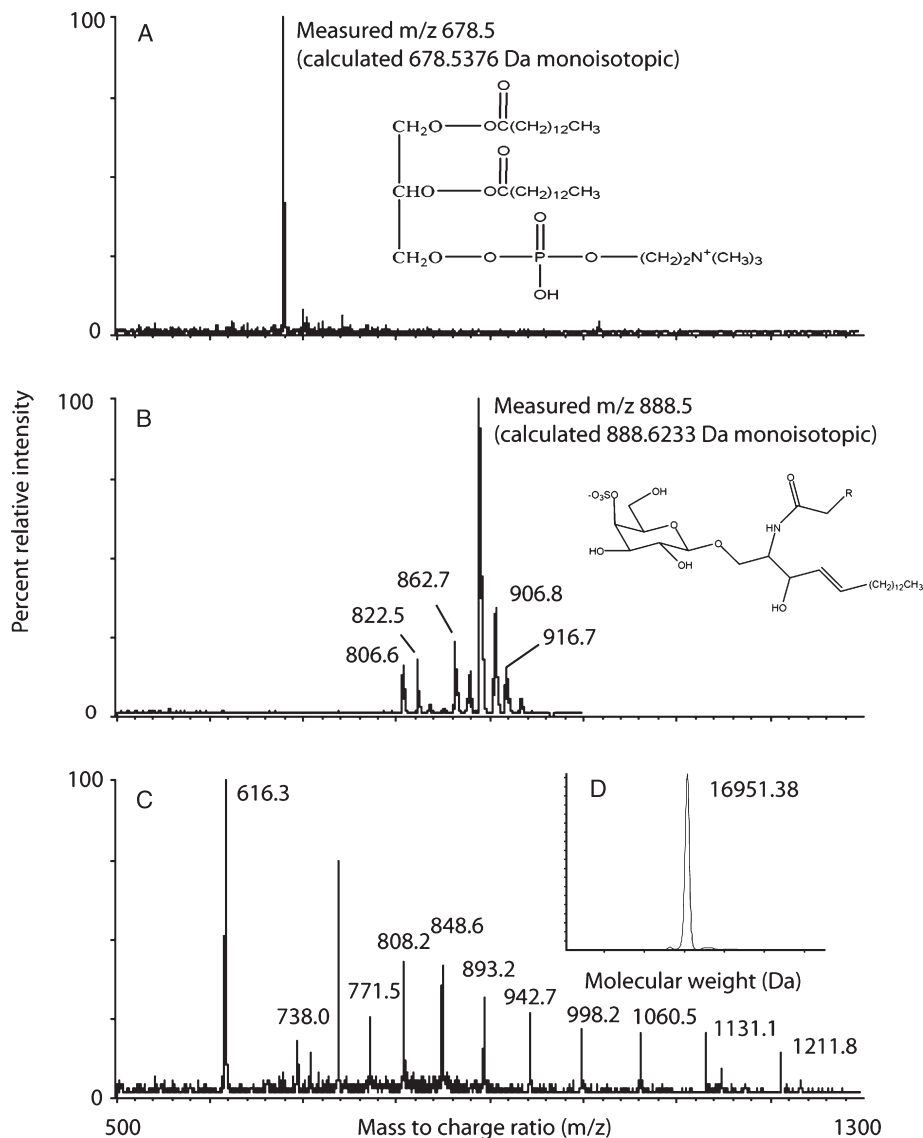 100
A
Measured m/z 678.5
(calculated 678.5376 Da monoisotopic)
O
CH2O
OC(CH2)12CH3
O
CHO
OC(CH2)12CH3
O
CH2O
O
P
O
(CH2)2N+(CH3)3
OH
0
Percent relative intensity
100
B
Measured m/z 888.5
(calculated 888.6233 Da monoisotopic)
-O3SO
OH
O
R
HN
O
O
HO
OH
HO
(CH2)12CH3
862.7
906.8
822.5
916.7
806.6
0
100
C
616.3
D
16951.38
Molecular weight (Da)
738.0
771.5
808.2
848.6
893.2
942.7
998.2
1060.5
1131.1
1211.8
0
500
Mass to charge ratio (m/z)
1300